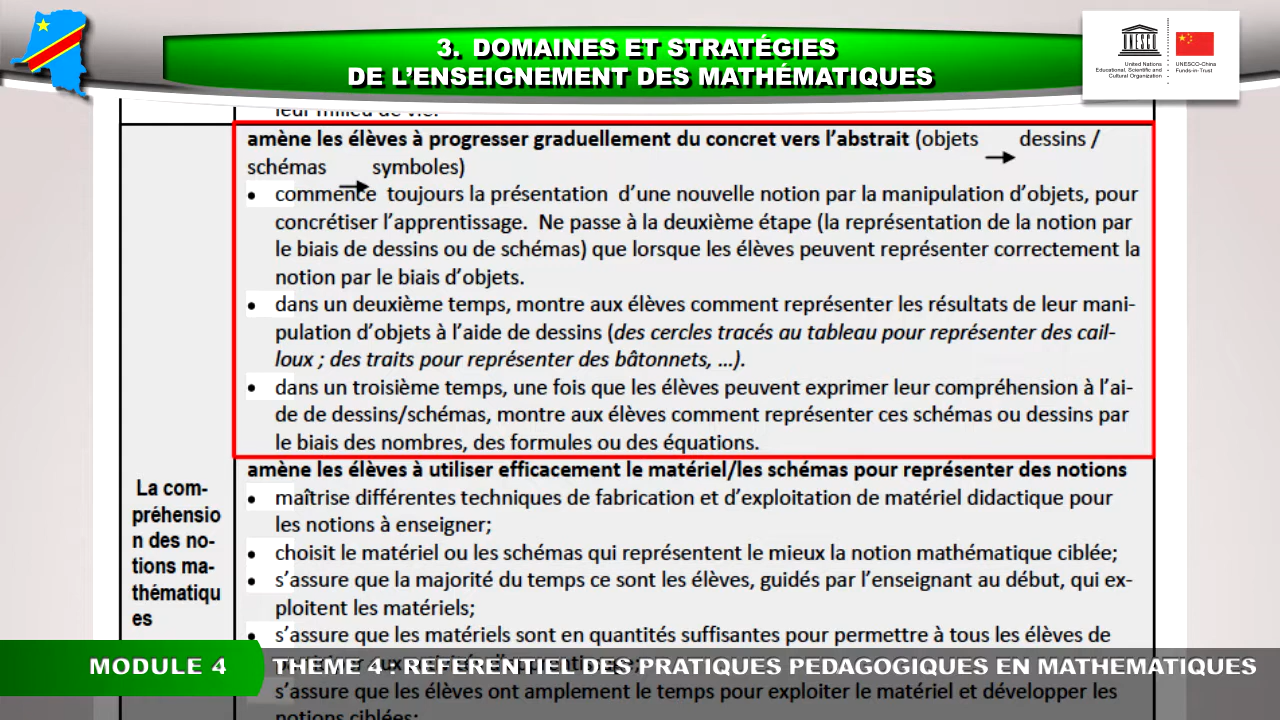 3. DOMAINES ET STRATÉGIES
DE L'ENSEIGNEMENT DES MATHÉMATIQUES
UNESCO
United Nations
Educational, Scientific and
Cultural Organization
UNESCO-China
Funds-in-Trust
leur milieu de vie.
amène les élèves à progresser graduellement du concret vers l'abstrait (objets → dessins /
schémas → symboles)
• commence toujours la présentation d'une nouvelle notion par la manipulation d'objets, pour
concrétiser l'apprentissage. Ne passe à la deuxième étape (la représentation de la notion par
le biais de dessins ou de schémas) que lorsque les élèves peuvent représenter correctement la
notion par le biais d'objets.
• dans un deuxième temps, montre aux élèves comment représenter les résultats de leur mani-
pulation d'objets à l'aide de dessins (des cercles tracés au tableau pour représenter des cail-
loux ; des traits pour représenter des bâtonnets, ...).
• dans un troisième temps, une fois que les élèves peuvent exprimer leur compréhension à l'ai-
de de dessins/schémas, montre aux élèves comment représenter ces schémas ou dessins par
le biais des nombres, des formules ou des équations.
La com-
préhensio
n des no-
tions ma-
thématiqu
es
amène les élèves à utiliser efficacement le matériel/les schémas pour représenter des notions
• maîtrise différentes techniques de fabrication et d'exploitation de matériel didactique pour
les notions à enseigner;
• choisit le matériel ou les schémas qui représentent le mieux la notion mathématique ciblée;
• s'assure que la majorité du temps ce sont les élèves, guidés par l'enseignant au début, qui ex-
ploitent les matériels;
• s'assure que les matériels sont en quantités suffisantes pour permettre à tous les élèves de
s'assure que les élèves ont amplement le temps pour exploiter le matériel et développer les
notions ciblées;
MODULE 4
THEME 4 : REFERENTIEL DES PRATIQUES PEDAGOGIQUES EN MATHEMATIQUES